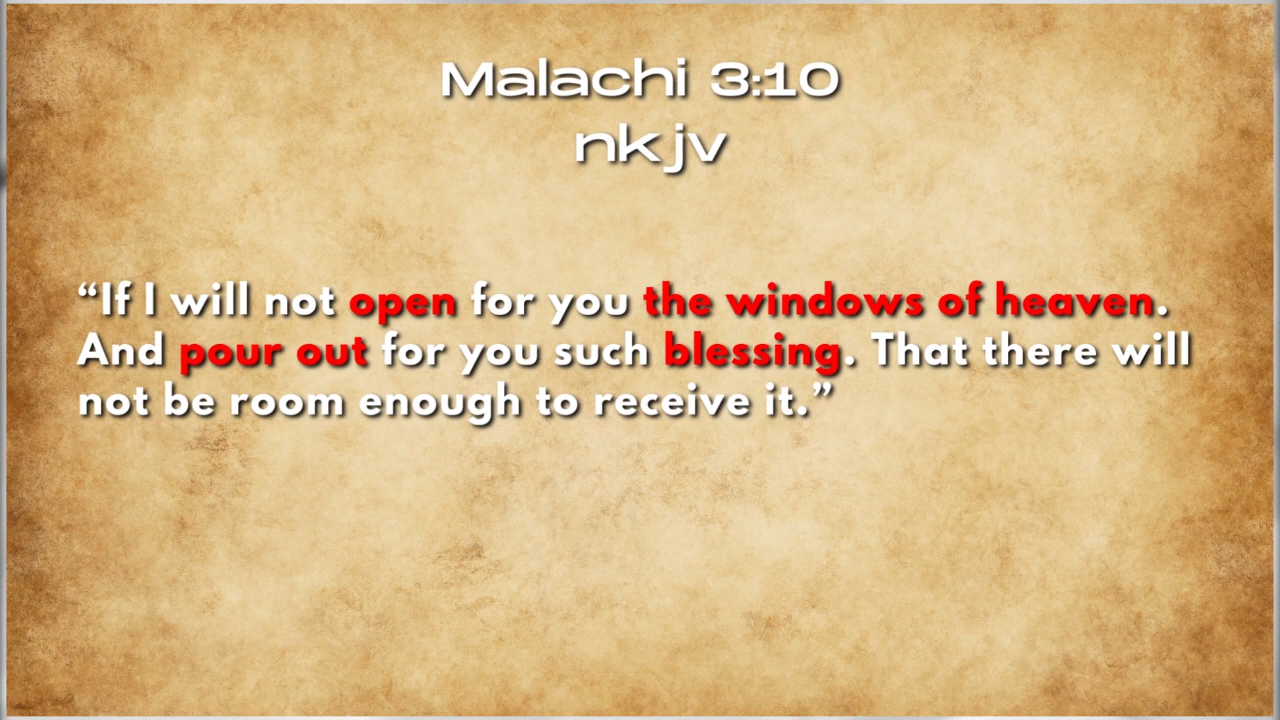 Malachi 3:10
nkjv
“If I will not open for you the windows of heaven.
And pour out for you such blessing. That there will
not be room enough to receive it.”